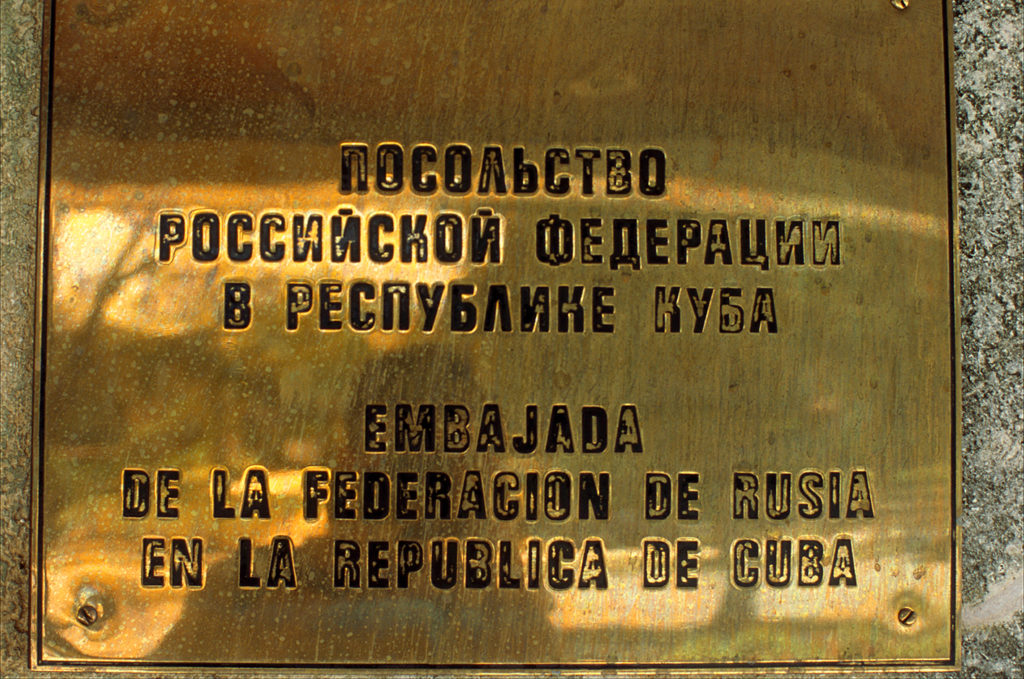 ПОСОЛЬСТВО
РОССИЙСКОЙ ФЕДЕРАЦИИ
В РЕСПУБЛИКЕ КУБА
EMBAJADA
DE LA FEDERACION DE RUSIA
EN LA REPUBLICA DE CUBA